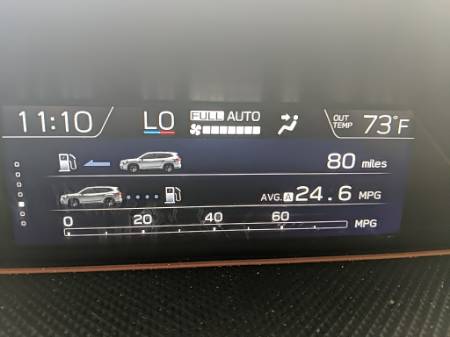 11:10 LO FULL AUTO OUT TEMP 73°F
80 miles
AVG. A 24.6 MPG
0 20 40 60 MPG